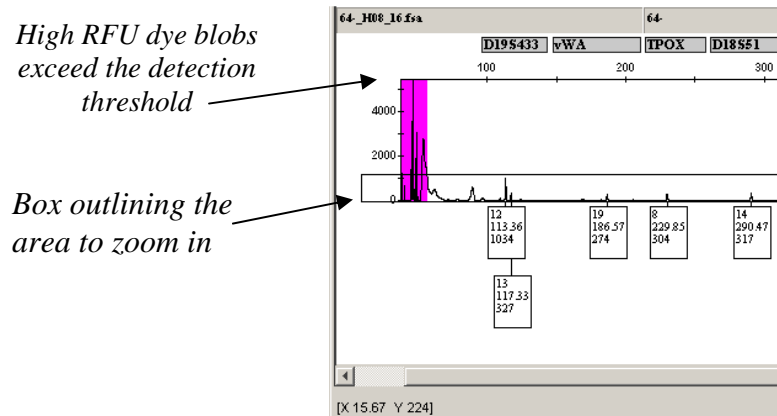 High RFU dye blobs
exceed the detection
threshold
Box outlining the
area to zoom in
64-_H08_16.fsa 64-
D19S433 vWA TPOX D18S51
100 200 300
4000
2000
0
12 19 8 14
113.36 186.57 229.85 290.47
1034 274 304 317
13
117.33
327
[X 15.67 Y 224]